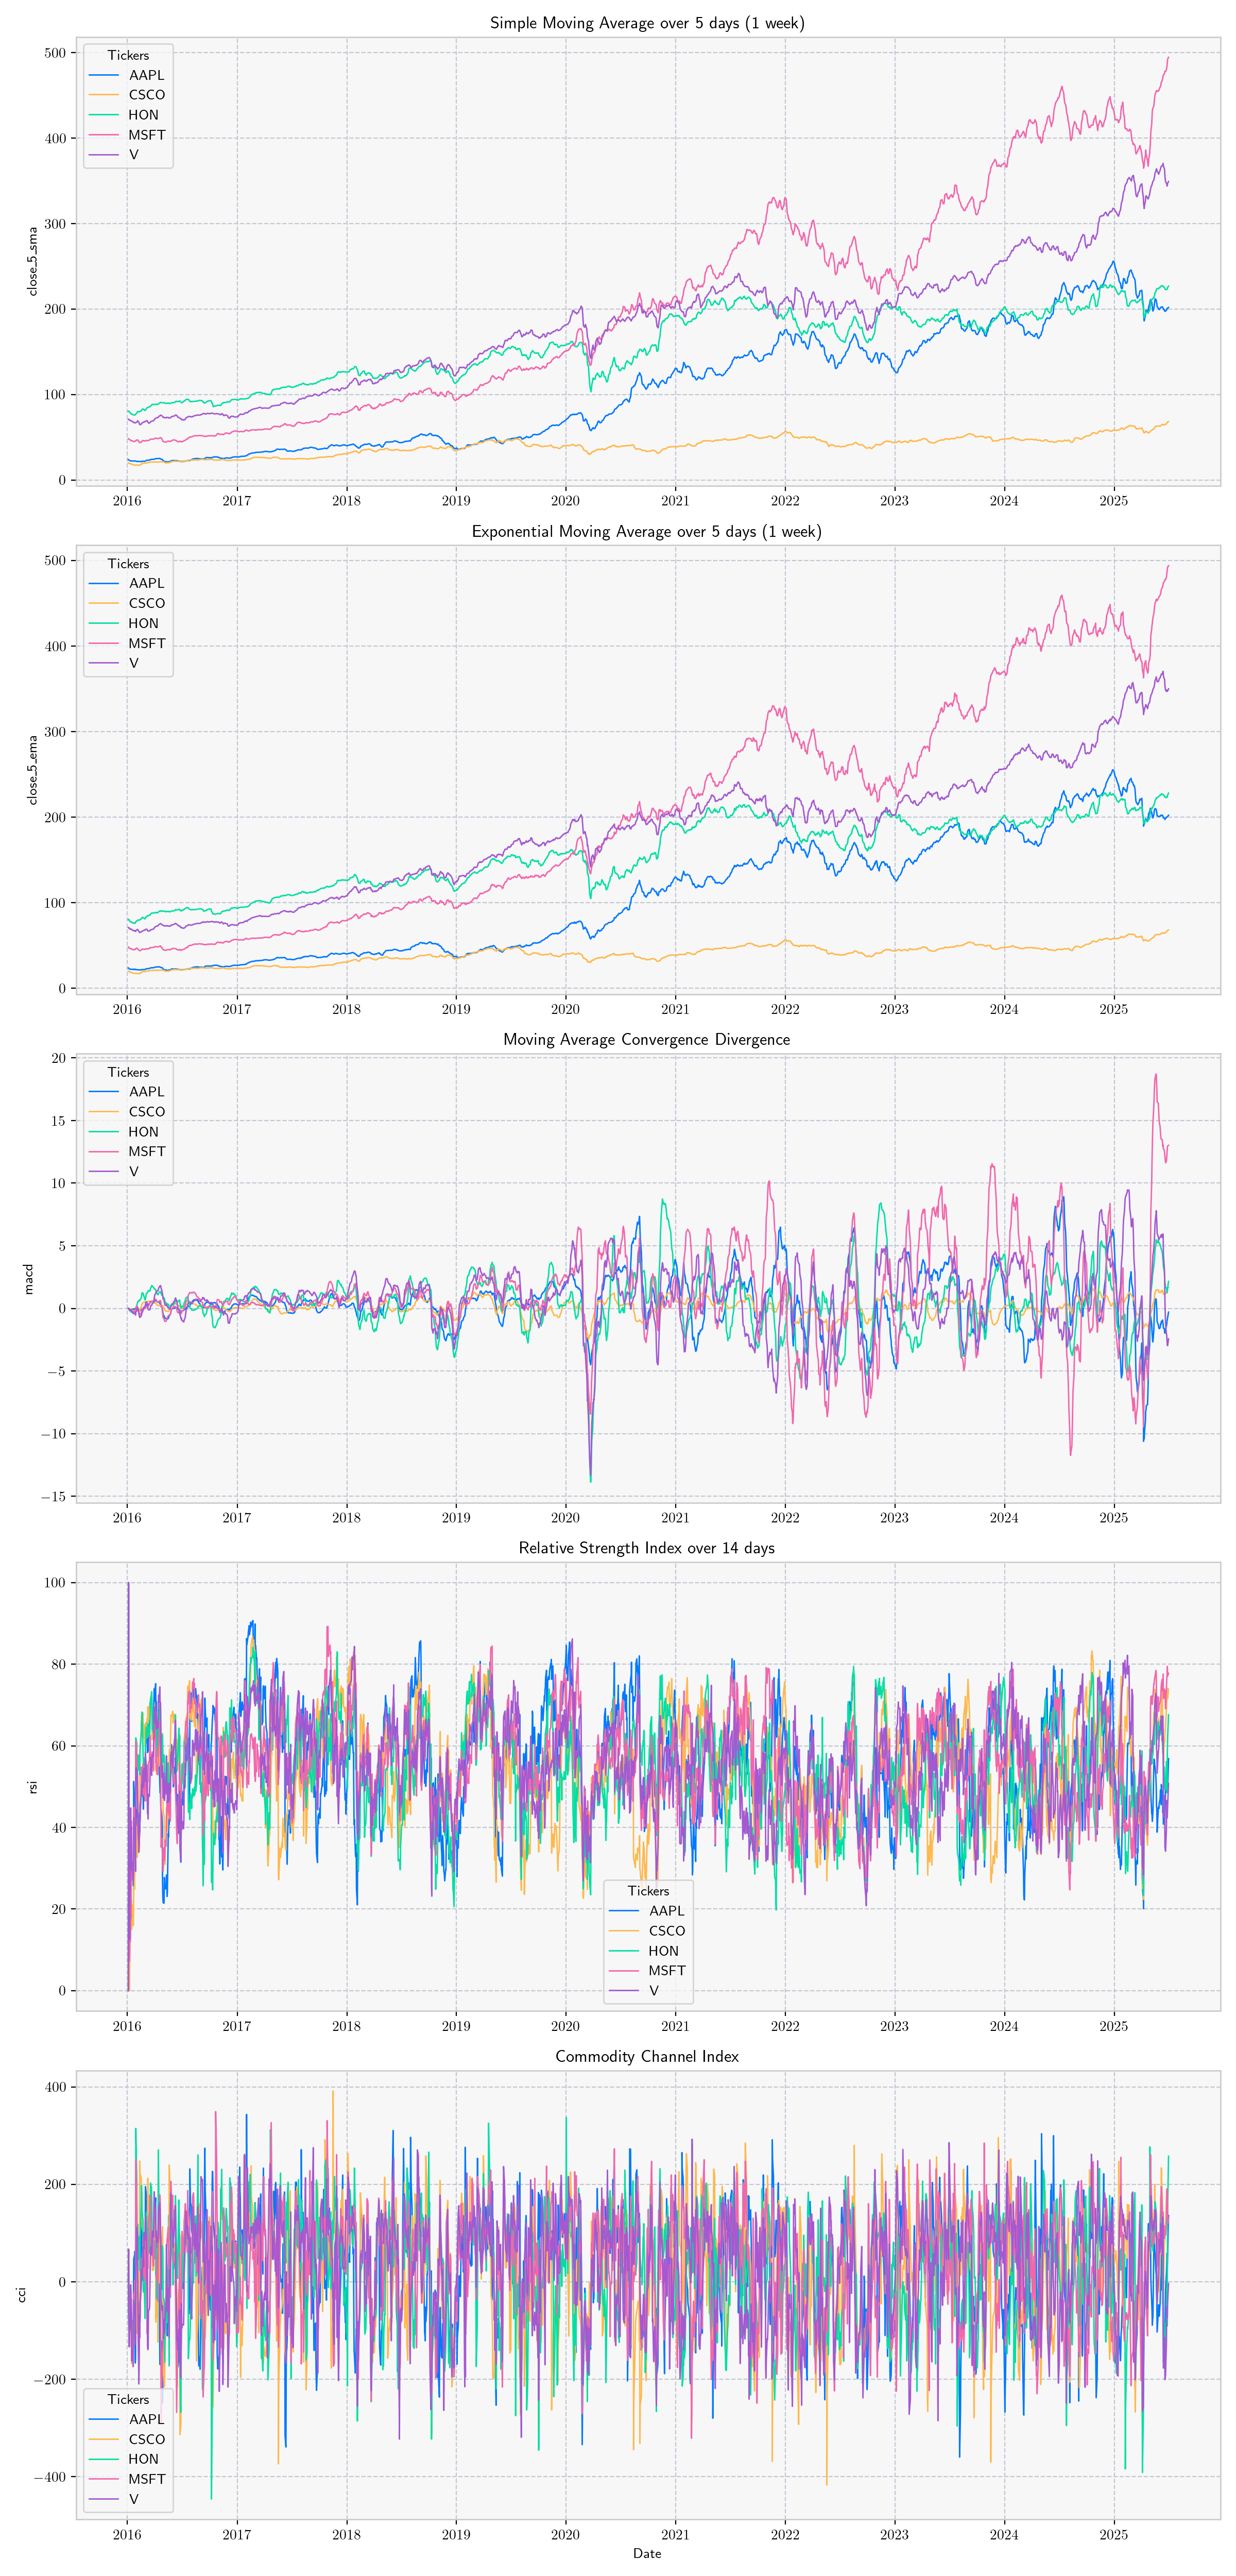 Simple Moving Average over 5 days (1 week)
500
400
300
200
100
0
close_5_sma
Tickers
AAPL
CSCO
HON
MSFT
V
2016 2017 2018 2019 2020 2021 2022 2023 2024 2025
Exponential Moving Average over 5 days (1 week)
500
400
300
200
100
0
close_5_ema
Tickers
AAPL
CSCO
HON
MSFT
V
2016 2017 2018 2019 2020 2021 2022 2023 2024 2025
Moving Average Convergence Divergence
20
15
10
5
0
−5
−10
−15
macd
Tickers
AAPL
CSCO
HON
MSFT
V
2016 2017 2018 2019 2020 2021 2022 2023 2024 2025
Relative Strength Index over 14 days
100
80
60
40
20
0
rsi
Tickers
AAPL
CSCO
HON
MSFT
V
2016 2017 2018 2019 2020 2021 2022 2023 2024 2025
Commodity Channel Index
400
200
0
−200
−400
cci
Tickers
AAPL
CSCO
HON
MSFT
V
2016 2017 2018 2019 2020 2021 2022 2023 2024 2025
Date